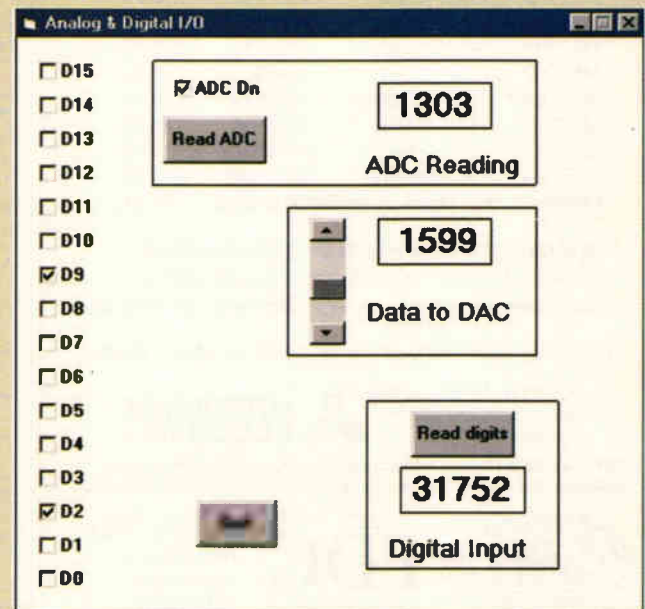 Analog & Digital I/O
D15
D14
D13
D12
D11
D10
D9
D8
D7
D6
D5
D4
D3
D2
D1
D0
ADC Dn
Read ADC
1303
ADC Reading
1599
Data to DAC
Read digits
31752
Digital Input